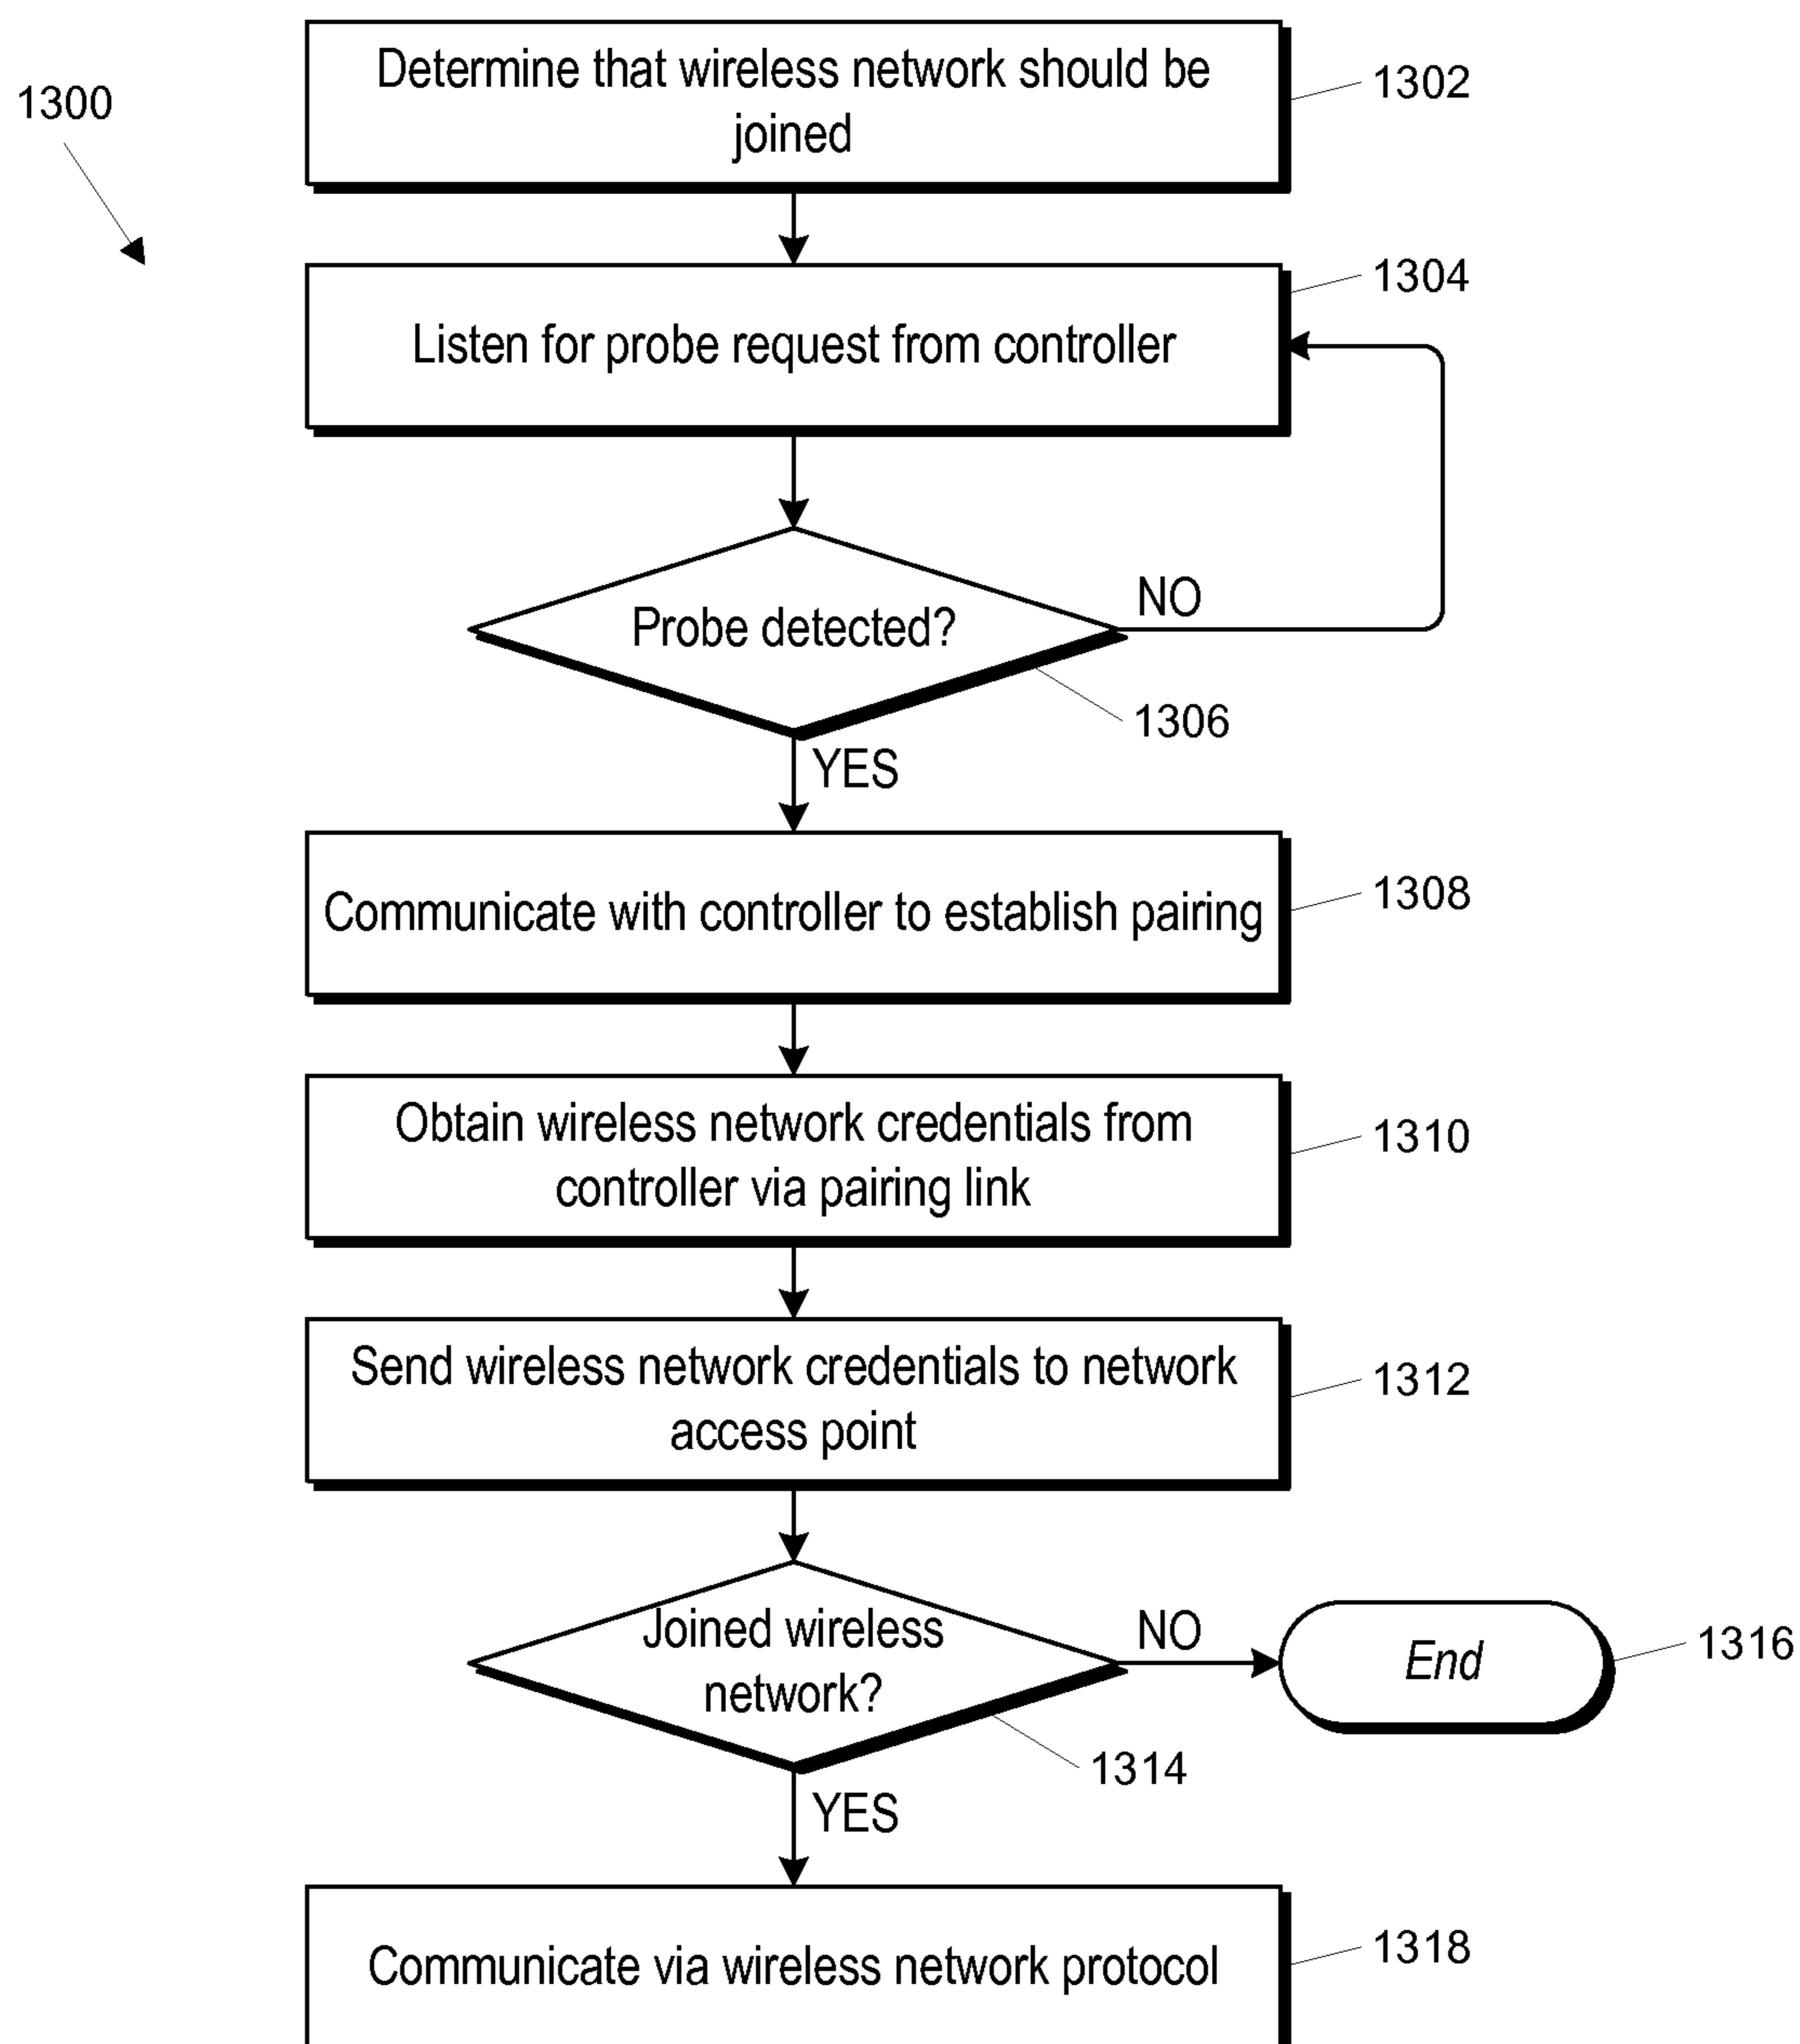 1300
Determine that wireless network should be
joined
1302
Listen for probe request from controller
1304
Probe detected?
NO
1306
YES
Communicate with controller to establish pairing
1308
Obtain wireless network credentials from
controller via pairing link
1310
Send wireless network credentials to network
access point
1312
Joined wireless
network?
NO
End
1316
1314
YES
Communicate via wireless network protocol
1318